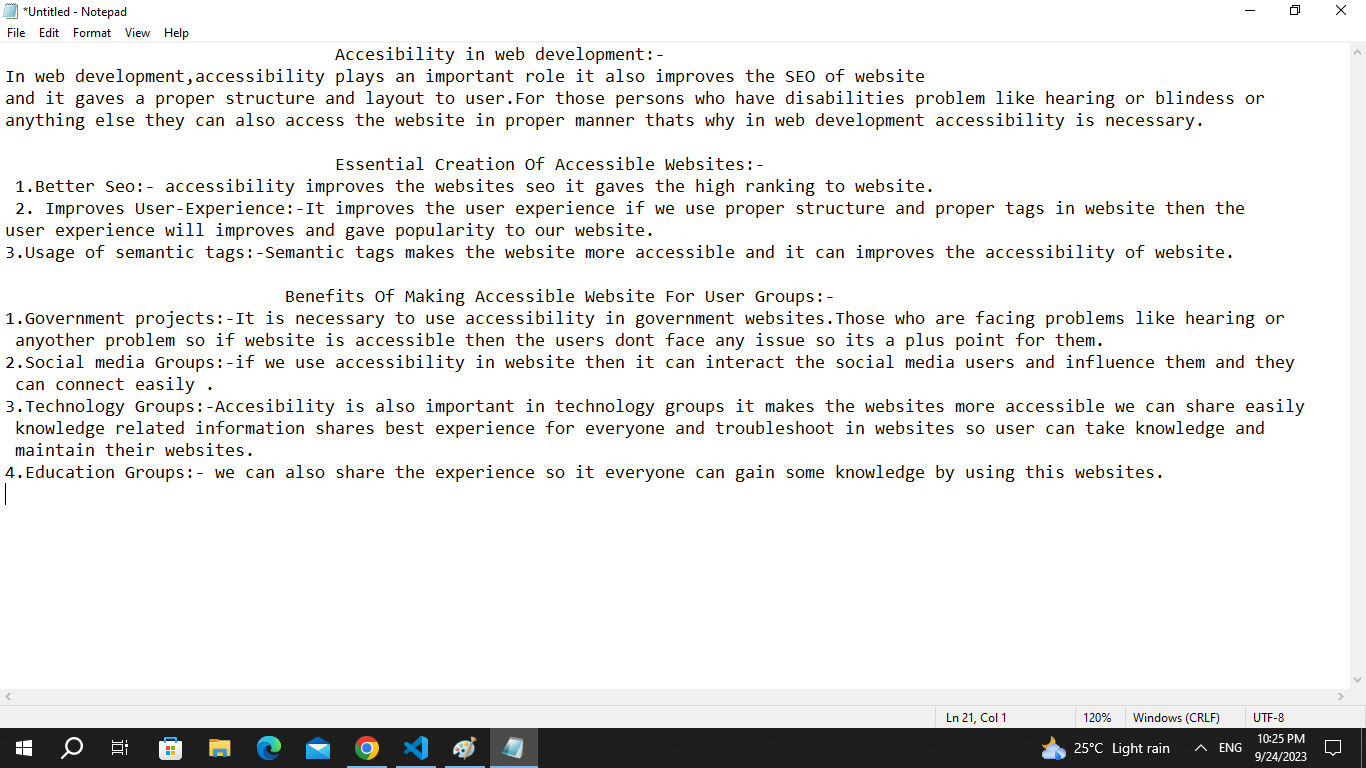 *Untitled - Notepad
File Edit Format View Help
Accesibility in web development:-
In web development,accessibility plays an important role it also improves the SEO of website
and it gaves a proper structure and layout to user.For those persons who have disabilities problem like hearing or blindess or
anything else they can also access the website in proper manner thats why in web development accessibility is necessary.
Essential Creation Of Accessible Websites:-
1.Better Seo:- accessibility improves the websites seo it gaves the high ranking to website.
2. Improves User-Experience:-It improves the user experience if we use proper structure and proper tags in website then the
user experience will improves and gave popularity to our website.
3.Usage of semantic tags:-Semantic tags makes the website more accessible and it can improves the accessibility of website.
Benefits Of Making Accessible Website For User Groups:-
1.Government projects:-It is necessary to use accessibility in government websites.Those who are facing problems like hearing or
anyother problem so if website is accessible then the users dont face any issue so its a plus point for them.
2.Social media Groups:-if we use accessibility in website then it can interact the social media users and influence them and they
can connect easily .
3.Technology Groups:-Accesibility is also important in technology groups it makes the websites more accessible we can share easily
knowledge related information shares best experience for everyone and troubleshoot in websites so user can take knowledge and
maintain their websites.
4.Education Groups:- we can also share the experience so it everyone can gain some knowledge by using this websites.
Ln 21, Col 1 120% Windows (CRLF) UTF-8
25°C Light rain ENG 10:25 PM
9/24/2023